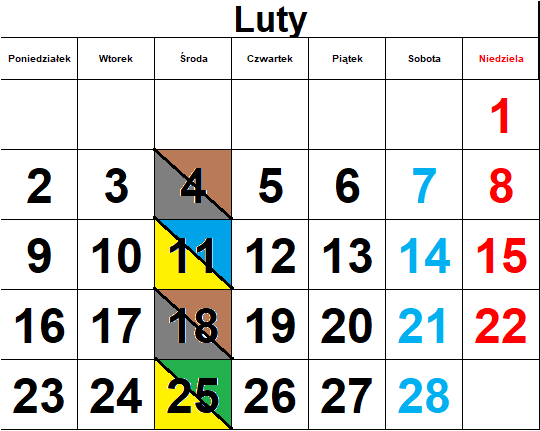 Luty
Poniedziałek Wtorek Środa Czwartek Piątek Sobota Niedziela
1
2 3 4 5 6 7 8
9 10 11 12 13 14 15
16 17 18 19 20 21 22
23 24 25 26 27 28